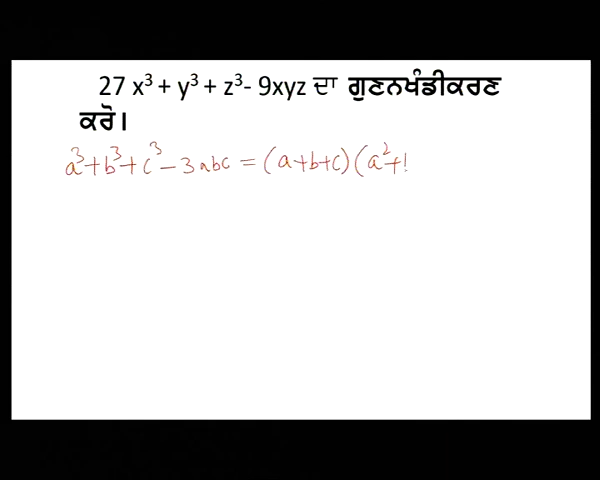 27 x³ + y³ + z³- 9xyz ਦਾ ਗੁਣਨਖੰਡੀਕਰਣ
ਕਰੋ।
a³+b³+c³-3abc = (a+b+c)(a²+